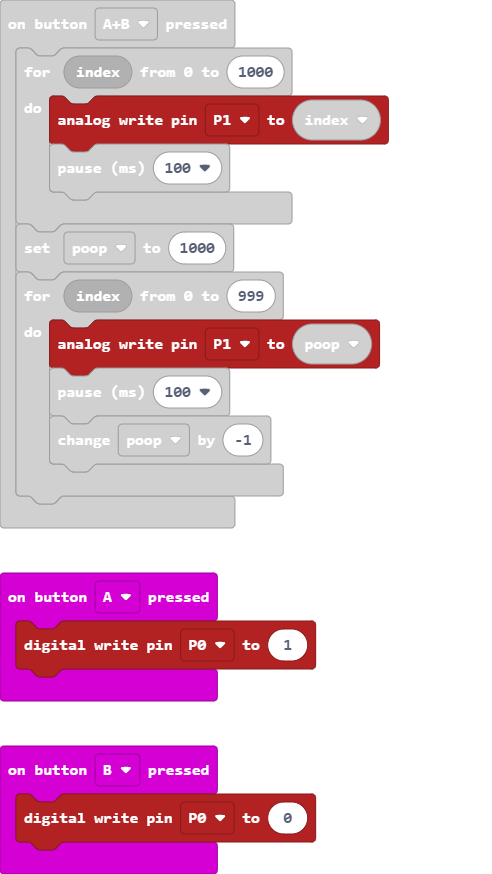 on button A+B pressed
for index from 0 to 1000
do
analog write pin P1 to index
pause (ms) 100
set poop to 1000
for index from 0 to 999
do
analog write pin P1 to poop
pause (ms) 100
change poop by -1
on button A pressed
digital write pin P0 to 1
on button B pressed
digital write pin P0 to 0